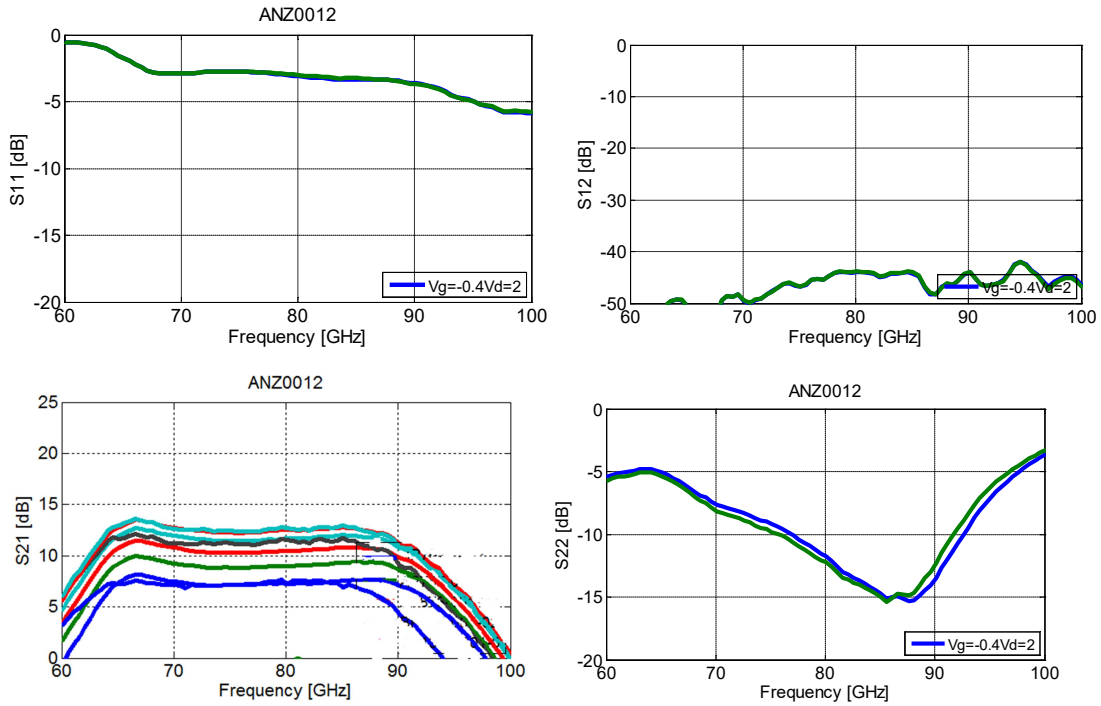 ANZ0012
0
-5
-10
-15
-20
S11 [dB]
60 70 80 90 100
Frequency [GHz]
Vg=-0.4Vd=2
0
-10
-20
-30
-40
-50
S12 [dB]
60 70 80 90 100
Frequency [GHz]
Vg=-0.4Vd=2
ANZ0012
25
20
15
10
5
0
S21 [dB]
60 70 80 90 100
Frequency [GHz]
ANZ0012
0
-5
-10
-15
-20
S22 [dB]
60 70 80 90 100
Frequency [GHz]
Vg=-0.4Vd=2